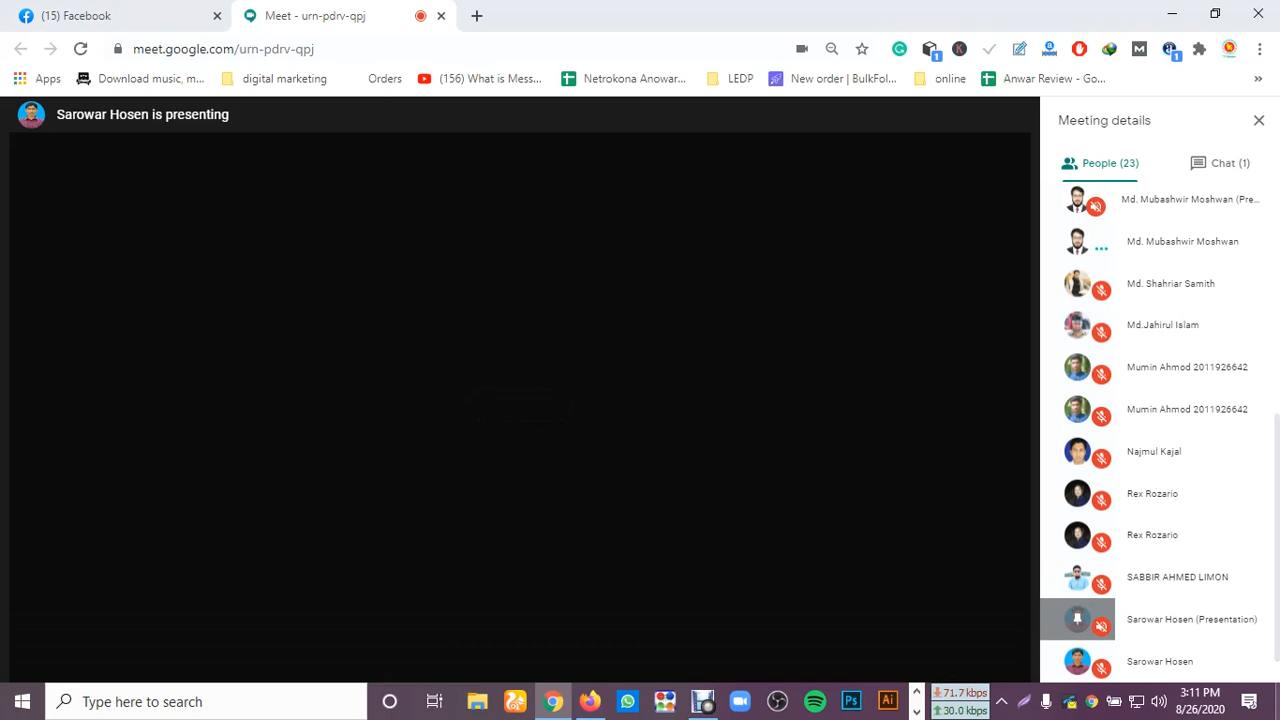 (15) Facebook
Meet - urn-pdrv-qpj
meet.google.com/urn-pdrv-qpj
1
1
Apps
Download music, m...
digital marketing
Orders
(156) What is Mess...
Netrokona Anowar...
LEDP
New order | BulkFol...
online
Anwar Review - Go...
»
Sarowar Hosen is presenting
Meeting details
People (23)
Chat (1)
Md. Mubashwir Moshwan (Pre...
Md. Mubashwir Moshwan
Md. Shahriar Samith
Md.Jahirul Islam
Mumin Ahmod 2011926642
Mumin Ahmod 2011926642
Najmul Kajal
Rex Rozario
Rex Rozario
SABBIR AHMED LIMON
Sarowar Hosen (Presentation)
Sarowar Hosen
Type here to search
Ps
Ai
71.7 kbps
30.0 kbps
3:11 PM
8/26/2020